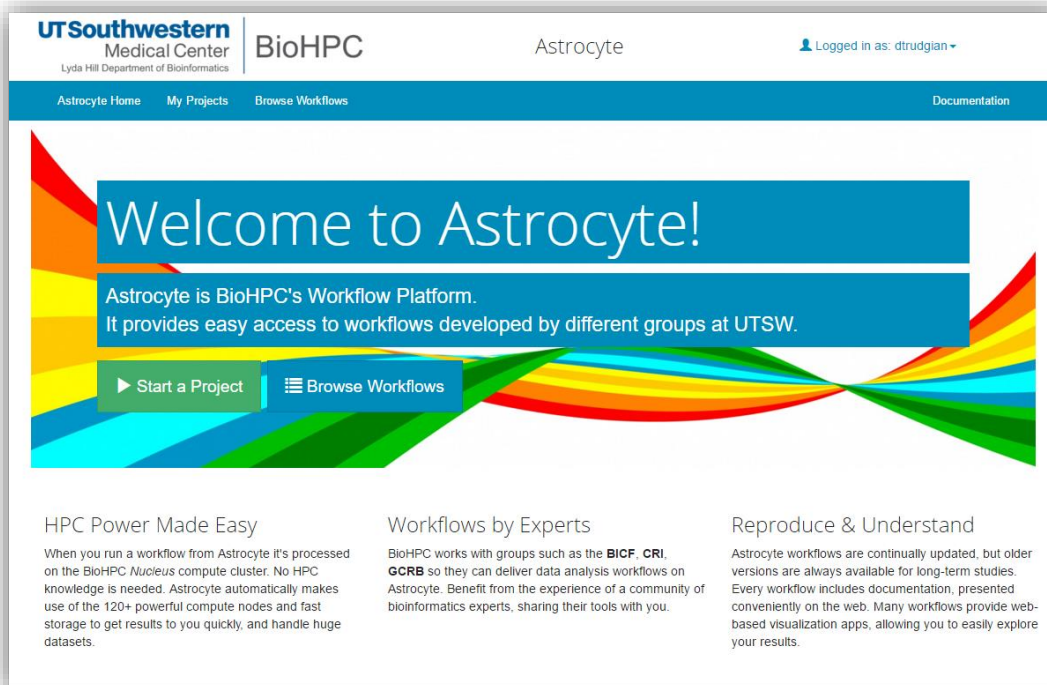 UTSouthwestern
Medical Center
Lyda Hill Department of Bioinformatics
BioHPC
Astrocyte
Logged in as: dtrudgian
Astrocyte Home My Projects Browse Workflows Documentation
Welcome to Astrocyte!
Astrocyte is BioHPC's Workflow Platform.
It provides easy access to workflows developed by different groups at UTSW.
Start a Project Browse Workflows
HPC Power Made Easy
When you run a workflow from Astrocyte it's processed
on the BioHPC Nucleus compute cluster. No HPC
knowledge is needed. Astrocyte automatically makes
use of the 120+ powerful compute nodes and fast
storage to get results to you quickly, and handle huge
datasets.
Workflows by Experts
BioHPC works with groups such as the BICF, CRI,
GCRB so they can deliver data analysis workflows on
Astrocyte. Benefit from the experience of a community of
bioinformatics experts, sharing their tools with you.
Reproduce & Understand
Astrocyte workflows are continually updated, but older
versions are always available for long-term studies.
Every workflow includes documentation, presented
conveniently on the web. Many workflows provide web-
based visualization apps, allowing you to easily explore
your results.